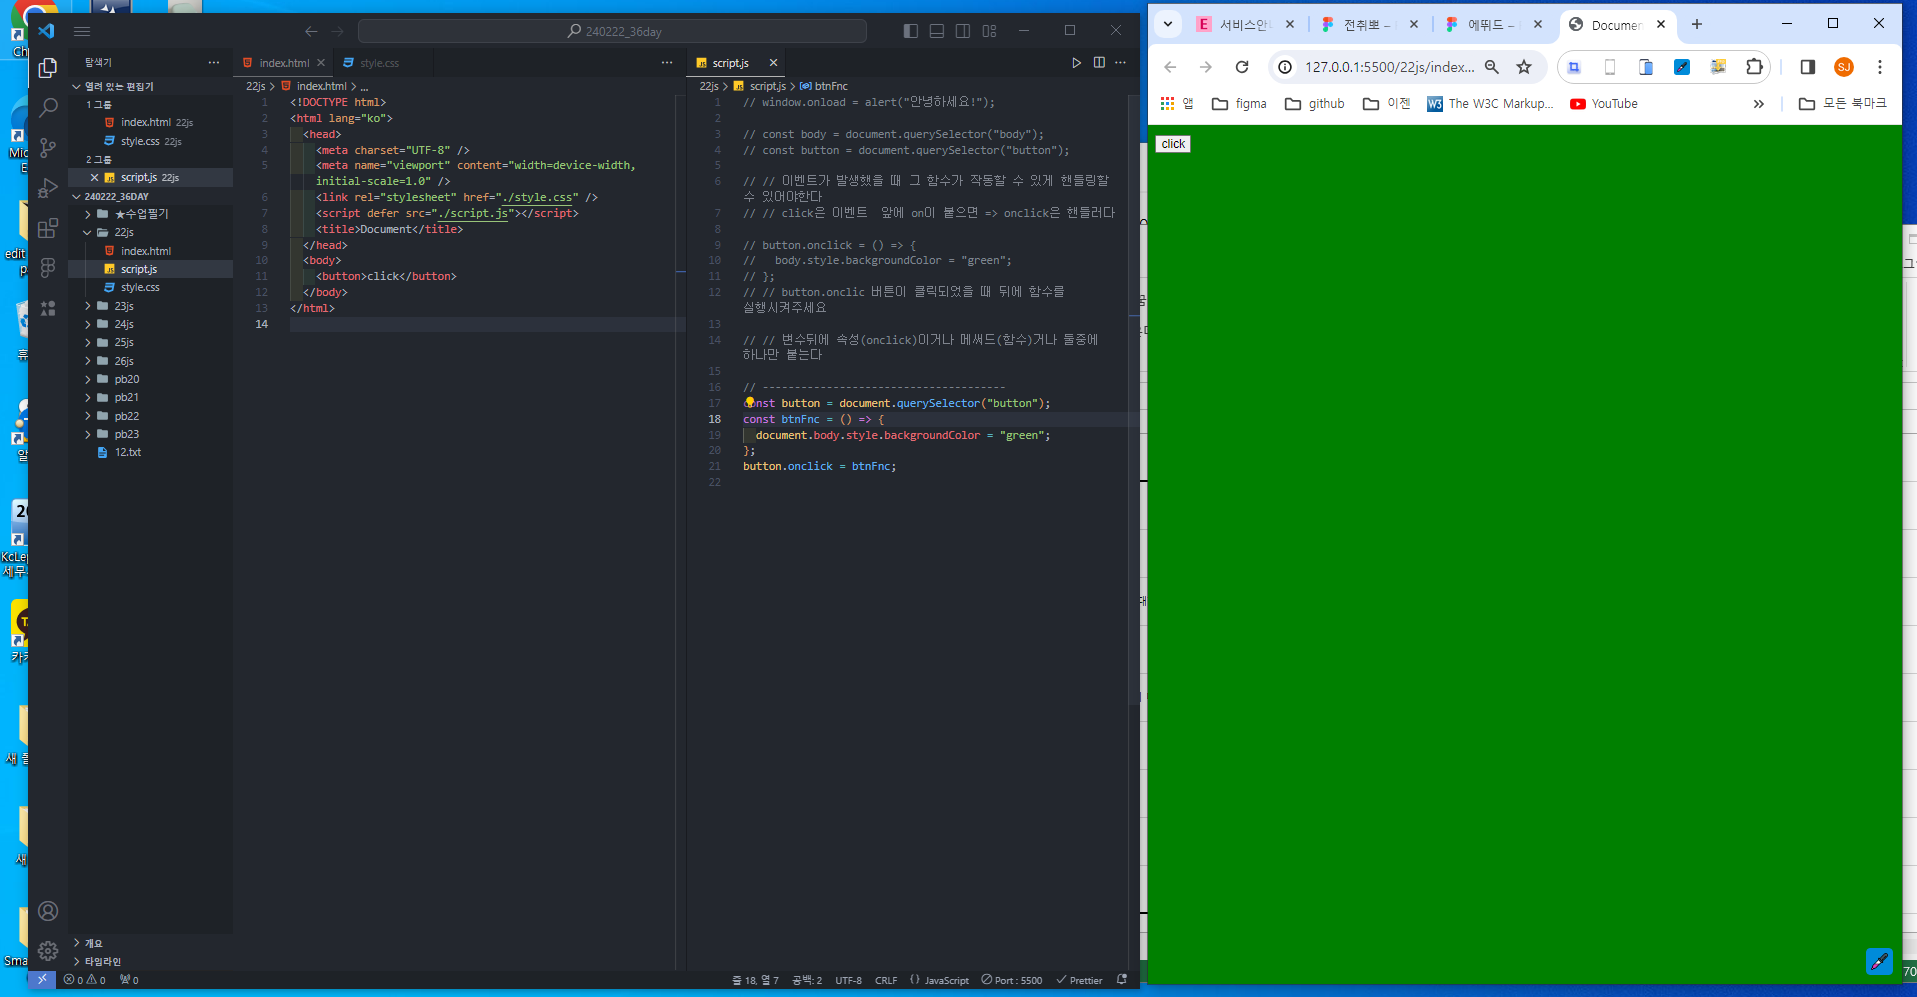 240222_36day
탐색기
열려 있는 편집기
1 그룹
index.html 22js
style.css 22js
2 그룹
script.js 22js
240222_36DAY
★수업필기
22js
index.html
script.js
style.css
23js
24js
25js
26js
pb20
pb21
pb22
pb23
12.txt
개요
타임라인
index.html
style.css
22js > index.html > ...
1 <!DOCTYPE html>
2 <html lang="ko">
3 <head>
4 <meta charset="UTF-8" />
5 <meta name="viewport" content="width=device-width,
initial-scale=1.0" />
6 <link rel="stylesheet" href="./style.css" />
7 <script defer src="./script.js"></script>
8 <title>Document</title>
9 </head>
10 <body>
11 <button>click</button>
12 </body>
13 </html>
14
script.js
22js > script.js > btnFnc
1 // window.onload = alert("안녕하세요!");
2
3 // const body = document.querySelector("body");
4 // const button = document.querySelector("button");
5
6 // // 이벤트가 발생했을 때 그 함수가 작동할 수 있게 핸들링할
수 있어야한다
7 // // click은 이벤트 앞에 on이 붙으면 => onclick은 핸들러다
8
9 // button.onclick = () => {
10 // body.style.backgroundColor = "green";
11 // };
12 // // button.onclic 버튼이 클릭되었을 때 뒤에 함수를
실행시켜주세요
13
14 // // 변수뒤에 속성(onclick)이거나 메써드(함수)거나 둘중에
하나만 붙는다
15
16 // --------------------------------------
17 const button = document.querySelector("button");
18 const btnFnc = () => {
19 document.body.style.backgroundColor = "green";
20 };
21 button.onclick = btnFnc;
22
0 0 0
줄 18, 열 7 공백: 2 UTF-8 CRLF {} JavaScript Port : 5500 Prettier
서비스안 전취뽀 – 에뛰드 – Documen
127.0.0.1:5500/22js/index...
SJ
앱 figma github 이젠 W3 The W3C Markup... YouTube » 모든 북마크
click
70